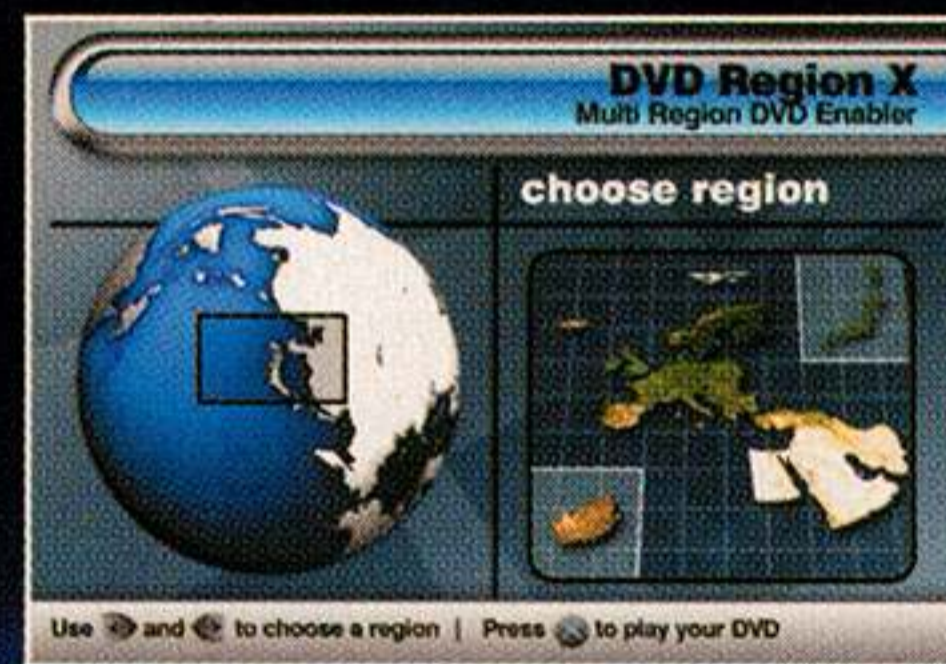 DVD Region X
Multi Region DVD Enabler
choose region
Use and to choose a region | Press to play your DVD